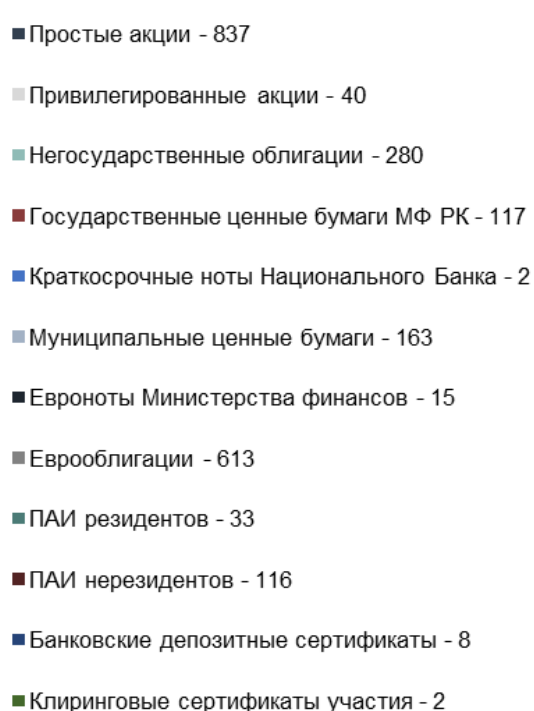 Простые акции - 837
Привилегированные акции - 40
Негосударственные облигации - 280
Государственные ценные бумаги МФ РК - 117
Краткосрочные ноты Национального Банка - 2
Муниципальные ценные бумаги - 163
Евроноты Министерства финансов - 15
Еврооблигации - 613
ПАИ резидентов - 33
ПАИ нерезидентов - 116
Банковские депозитные сертификаты - 8
Клиринговые сертификаты участия - 2